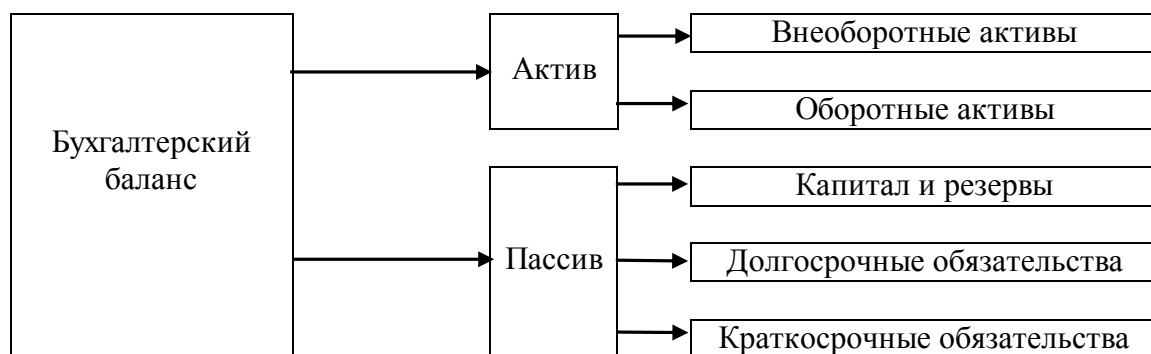 Бухгалтерский
баланс
Актив
Внеоборотные активы
Оборотные активы
Пассив
Капитал и резервы
Долгосрочные обязательства
Краткосрочные обязательства